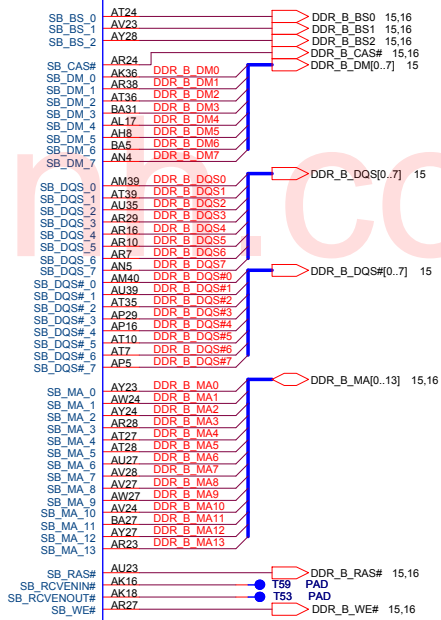 SB_BS_0 AT24 DDR_B_BS0 15,16
SB_BS_1 AV23 DDR_B_BS1 15,16
SB_BS_2 AY28 DDR_B_BS2 15,16
SB_CAS# AR24 DDR_B_CAS# 15,16
SB_DM_0 AK36 DDR_B_DM0 DDR_B_DM[0..7] 15
SB_DM_1 AR38 DDR_B_DM1
SB_DM_2 AT36 DDR_B_DM2
SB_DM_3 BA31 DDR_B_DM3
SB_DM_4 AL17 DDR_B_DM4
SB_DM_5 AH8 DDR_B_DM5
SB_DM_6 BA5 DDR_B_DM6
SB_DM_7 AN4 DDR_B_DM7
SB_DQS_0 AM39 DDR_B_DQS0 DDR_B_DQS[0..7] 15
SB_DQS_1 AT39 DDR_B_DQS1
SB_DQS_2 AU35 DDR_B_DQS2
SB_DQS_3 AR29 DDR_B_DQS3
SB_DQS_4 AR16 DDR_B_DQS4
SB_DQS_5 AR10 DDR_B_DQS5
SB_DQS_6 AR7 DDR_B_DQS6
SB_DQS_7 AN5 DDR_B_DQS7
SB_DQS#_0 AM40 DDR_B_DQS#0 DDR_B_DQS#[0..7] 15
SB_DQS#_1 AU39 DDR_B_DQS#1
SB_DQS#_2 AT35 DDR_B_DQS#2
SB_DQS#_3 AP29 DDR_B_DQS#3
SB_DQS#_4 AP16 DDR_B_DQS#4
SB_DQS#_5 AT10 DDR_B_DQS#5
SB_DQS#_6 AT7 DDR_B_DQS#6
SB_DQS#_7 AP5 DDR_B_DQS#7
SB_MA_0 AY23 DDR_B_MA0 DDR_B_MA[0..13] 15,16
SB_MA_1 AW24 DDR_B_MA1
SB_MA_2 AY24 DDR_B_MA2
SB_MA_3 AR28 DDR_B_MA3
SB_MA_4 AT27 DDR_B_MA4
SB_MA_5 AT28 DDR_B_MA5
SB_MA_6 AU27 DDR_B_MA6
SB_MA_7 AV28 DDR_B_MA7
SB_MA_8 AV27 DDR_B_MA8
SB_MA_9 AW27 DDR_B_MA9
SB_MA_10 AV24 DDR_B_MA10
SB_MA_11 BA27 DDR_B_MA11
SB_MA_12 AY27 DDR_B_MA12
SB_MA_13 AR23 DDR_B_MA13
SB_RAS# AU23 DDR_B_RAS# 15,16
SB_RCVENIN# AK16 T59 PAD
SB_RCVENOUT# AK18 T53 PAD
SB_WE# AR27 DDR_B_WE# 15,16